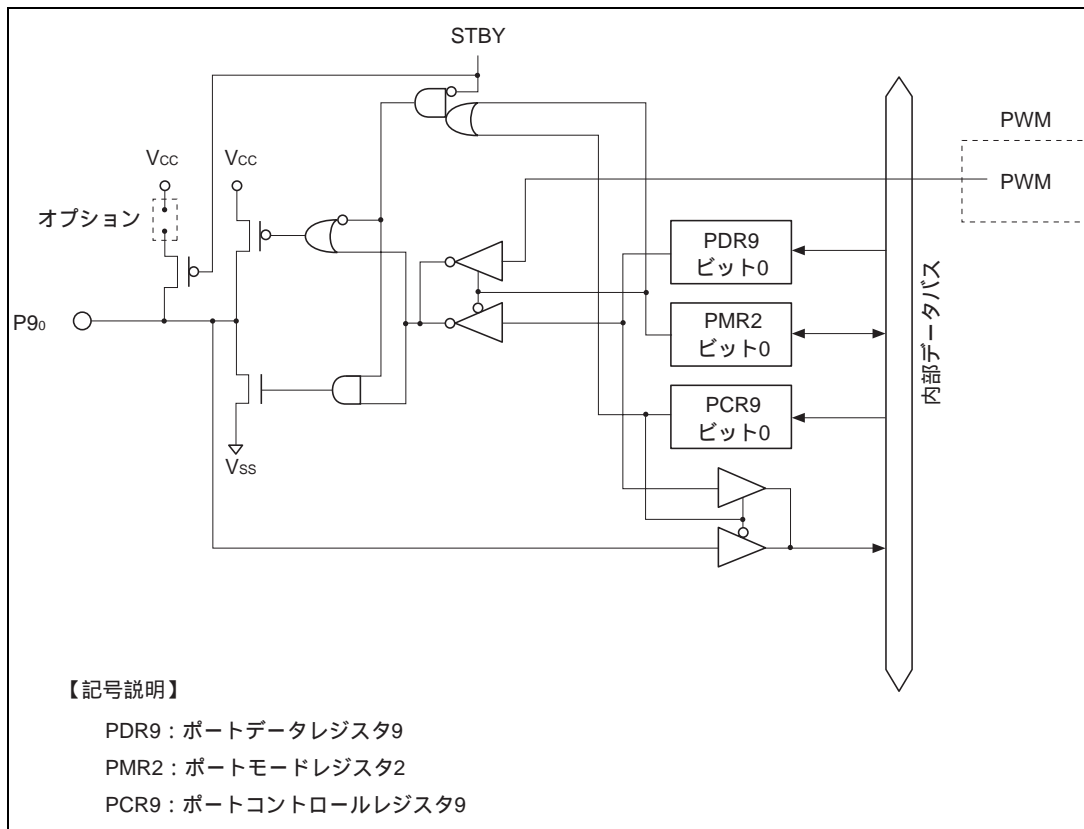 STBY
PWM
PWM
Vcc
Vcc
オプション
PDR9
ビット0
P9₀
PMR2
ビット0
内部データバス
PCR9
ビット0
Vss
【記号説明】
PDR9：ポートデータレジスタ9
PMR2：ポートモードレジスタ2
PCR9：ポートコントロールレジスタ9